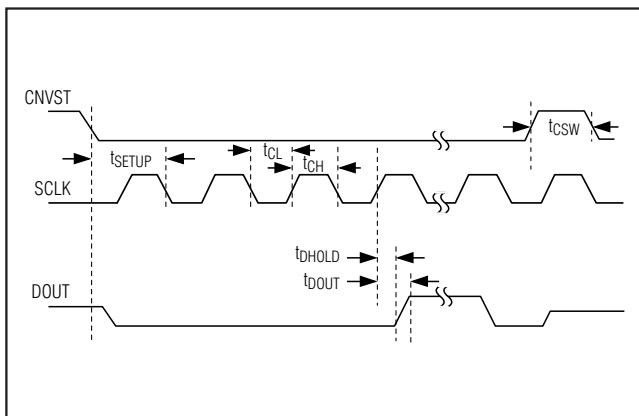 CNVST
tCSW
tSETUP
tCL
tCH
SCLK
tDHOLD
tDOUT
DOUT